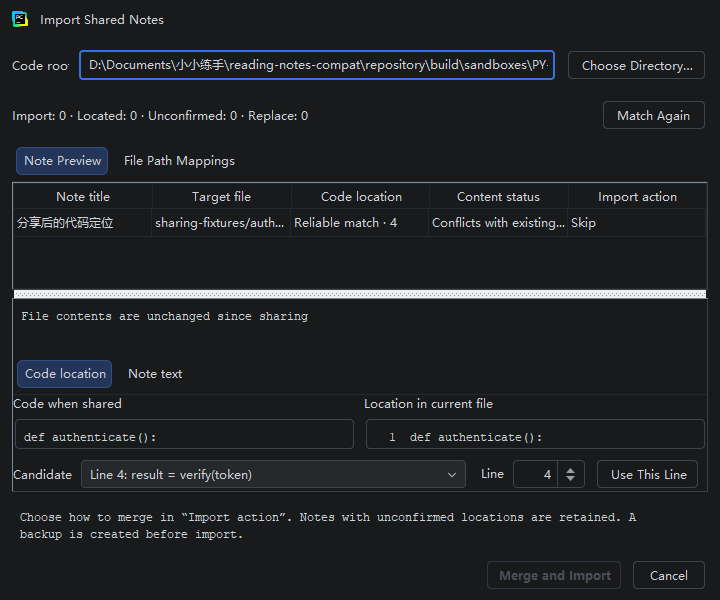 PC
Import Shared Notes
Code root
D:\Documents\小小练手\reading-notes-compat\repository\build\sandboxes\PY-
Choose Directory...
Import: 0 · Located: 0 · Unconfirmed: 0 · Replace: 0
Match Again
Note Preview
File Path Mappings
Note title
Target file
Code location
Content status
Import action
分享后的代码定位
sharing-fixtures/auth...
Reliable match · 4
Conflicts with existing...
Skip
File contents are unchanged since sharing
Code location
Note text
Code when shared
Location in current file
def authenticate():
1 def authenticate():
Candidate
Line 4: result = verify(token)
Line
4
Use This Line
Choose how to merge in “Import action”. Notes with unconfirmed locations are retained. A
backup is created before import.
Merge and Import
Cancel